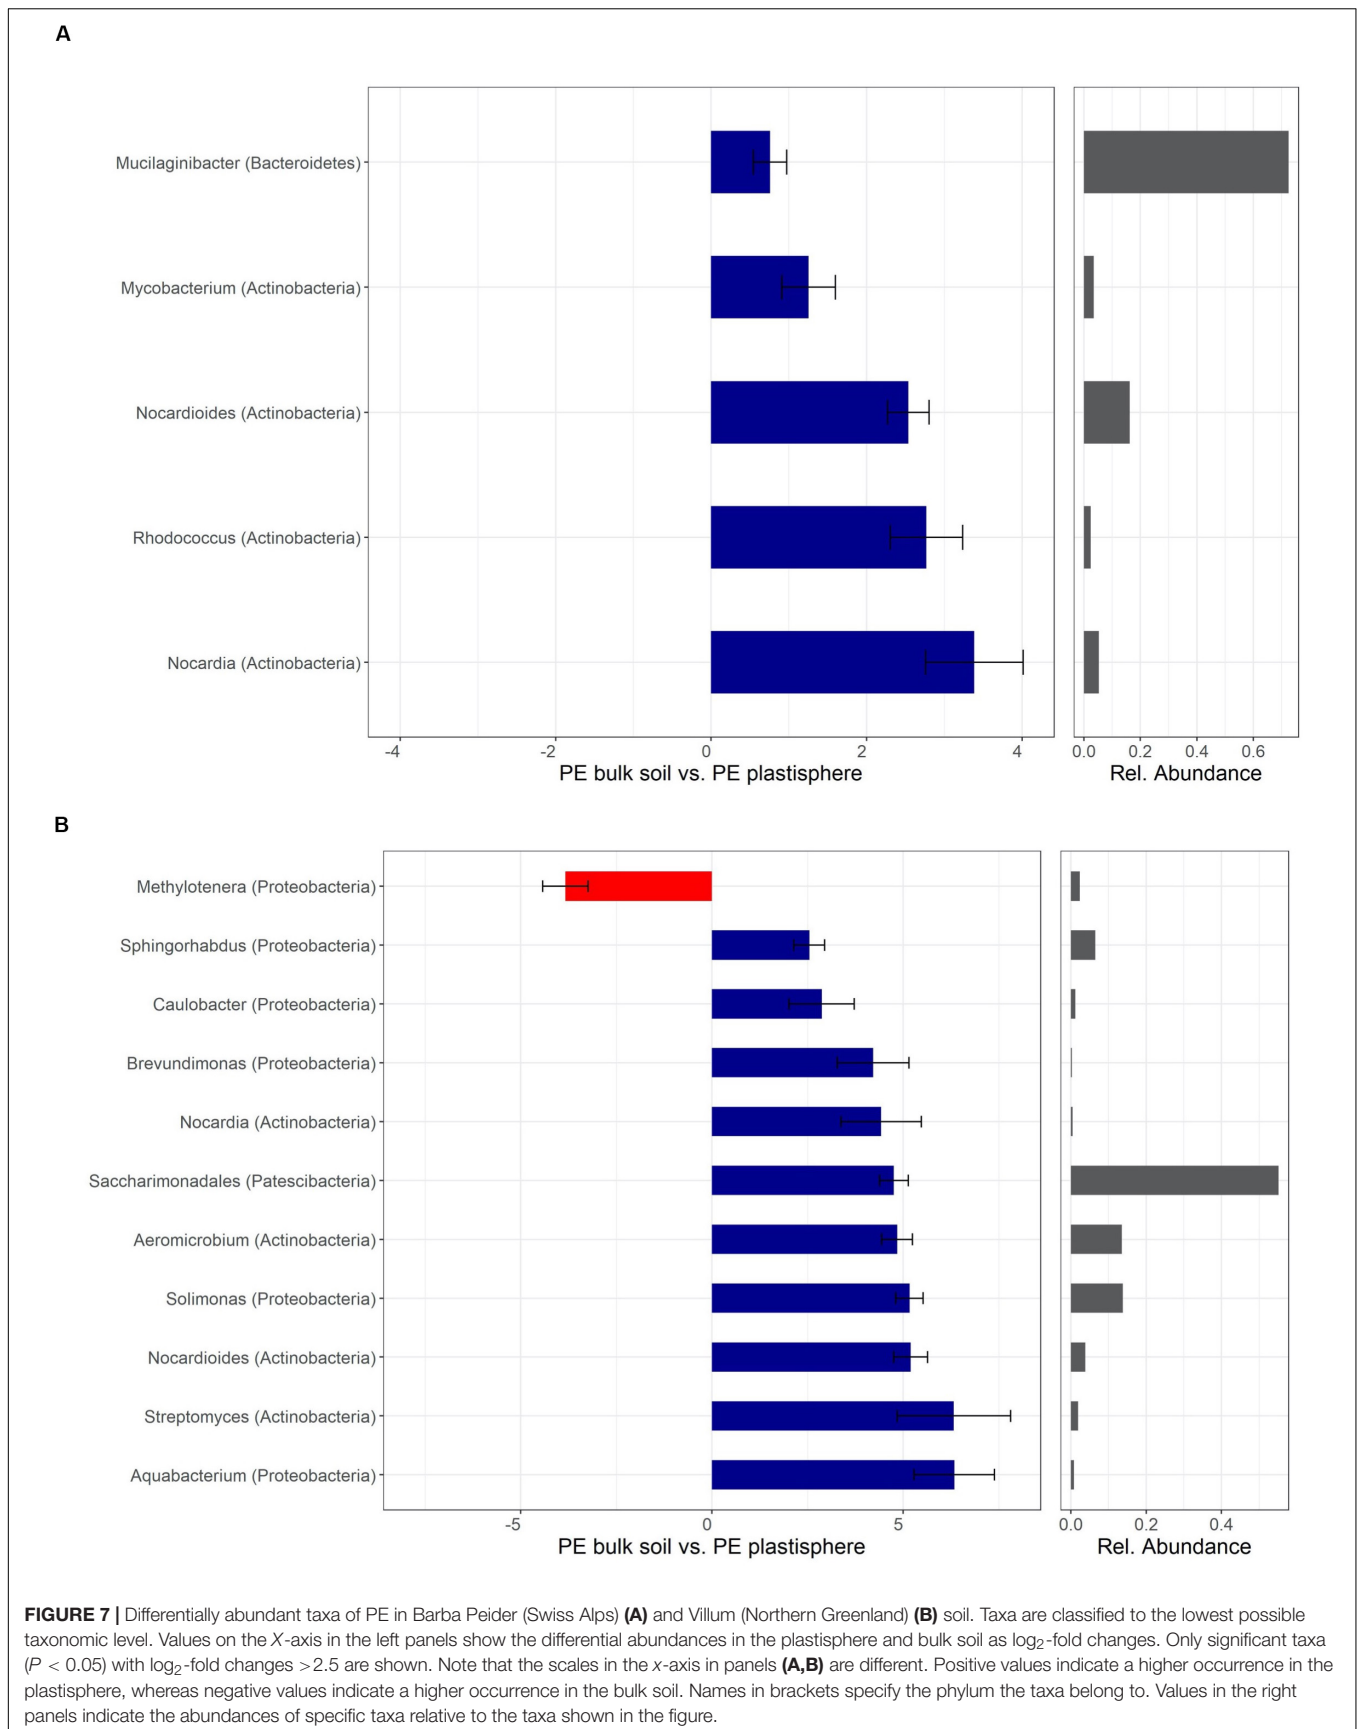 A
Mucilaginibacter (Bacteroidetes)
Mycobacterium (Actinobacteria)
Nocardioides (Actinobacteria)
Rhodococcus (Actinobacteria)
Nocardia (Actinobacteria)
-4 -2 0 2 4 0.0 0.2 0.4 0.6
PE bulk soil vs. PE plastisphere Rel. Abundance
B
Methylotenera (Proteobacteria)
Sphingorhabdus (Proteobacteria)
Caulobacter (Proteobacteria)
Brevundimonas (Proteobacteria)
Nocardia (Actinobacteria)
Saccharimonadales (Patescibacteria)
Aeromicrobium (Actinobacteria)
Solimonas (Proteobacteria)
Nocardioides (Actinobacteria)
Streptomyces (Actinobacteria)
Aquabacterium (Proteobacteria)
-5 0 5 0.0 0.2 0.4
PE bulk soil vs. PE plastisphere Rel. Abundance
FIGURE 7 | Differentially abundant taxa of PE in Barba Peider (Swiss Alps) (A) and Villum (Northern Greenland) (B) soil. Taxa are classified to the lowest possible
taxonomic level. Values on the X-axis in the left panels show the differential abundances in the plastisphere and bulk soil as log₂-fold changes. Only significant taxa
(P < 0.05) with log₂-fold changes >2.5 are shown. Note that the scales in the x-axis in panels (A,B) are different. Positive values indicate a higher occurrence in the
plastisphere, whereas negative values indicate a higher occurrence in the bulk soil. Names in brackets specify the phylum the taxa belong to. Values in the right
panels indicate the abundances of specific taxa relative to the taxa shown in the figure.